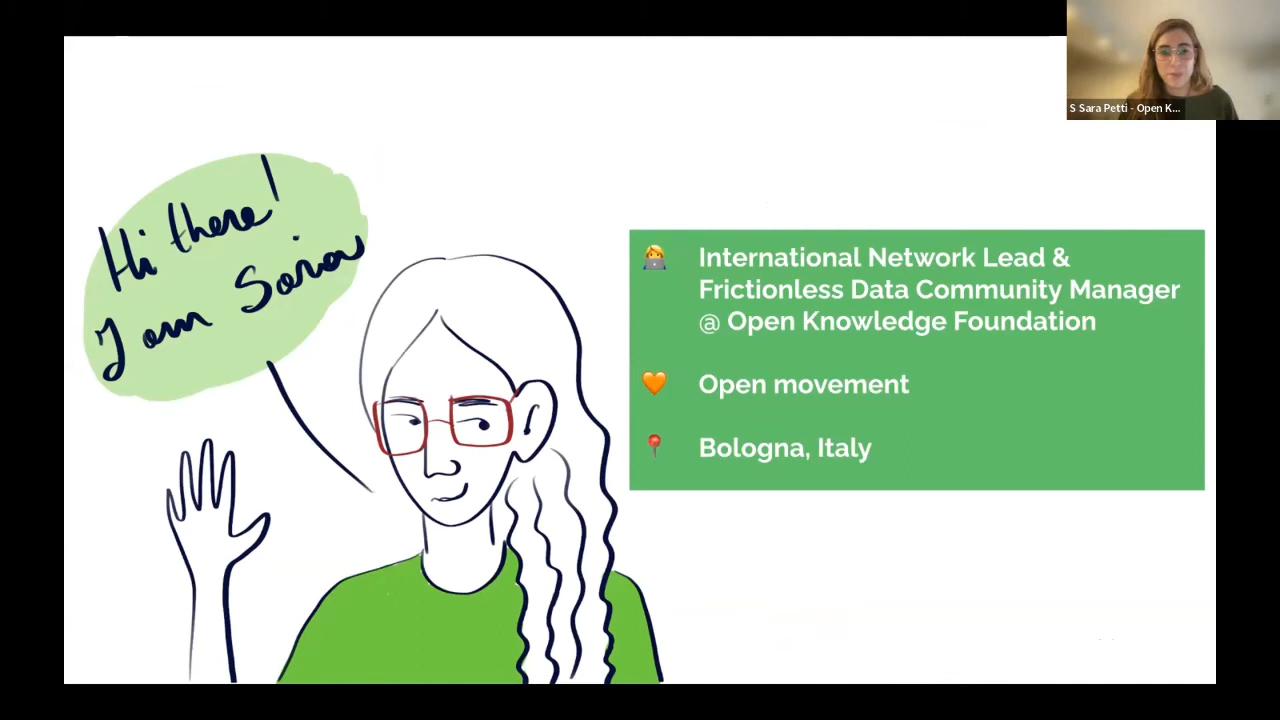 S Sara Petti - Open K...
Hi there!
I am Sara
International Network Lead &
Frictionless Data Community Manager
@ Open Knowledge Foundation
Open movement
Bologna, Italy